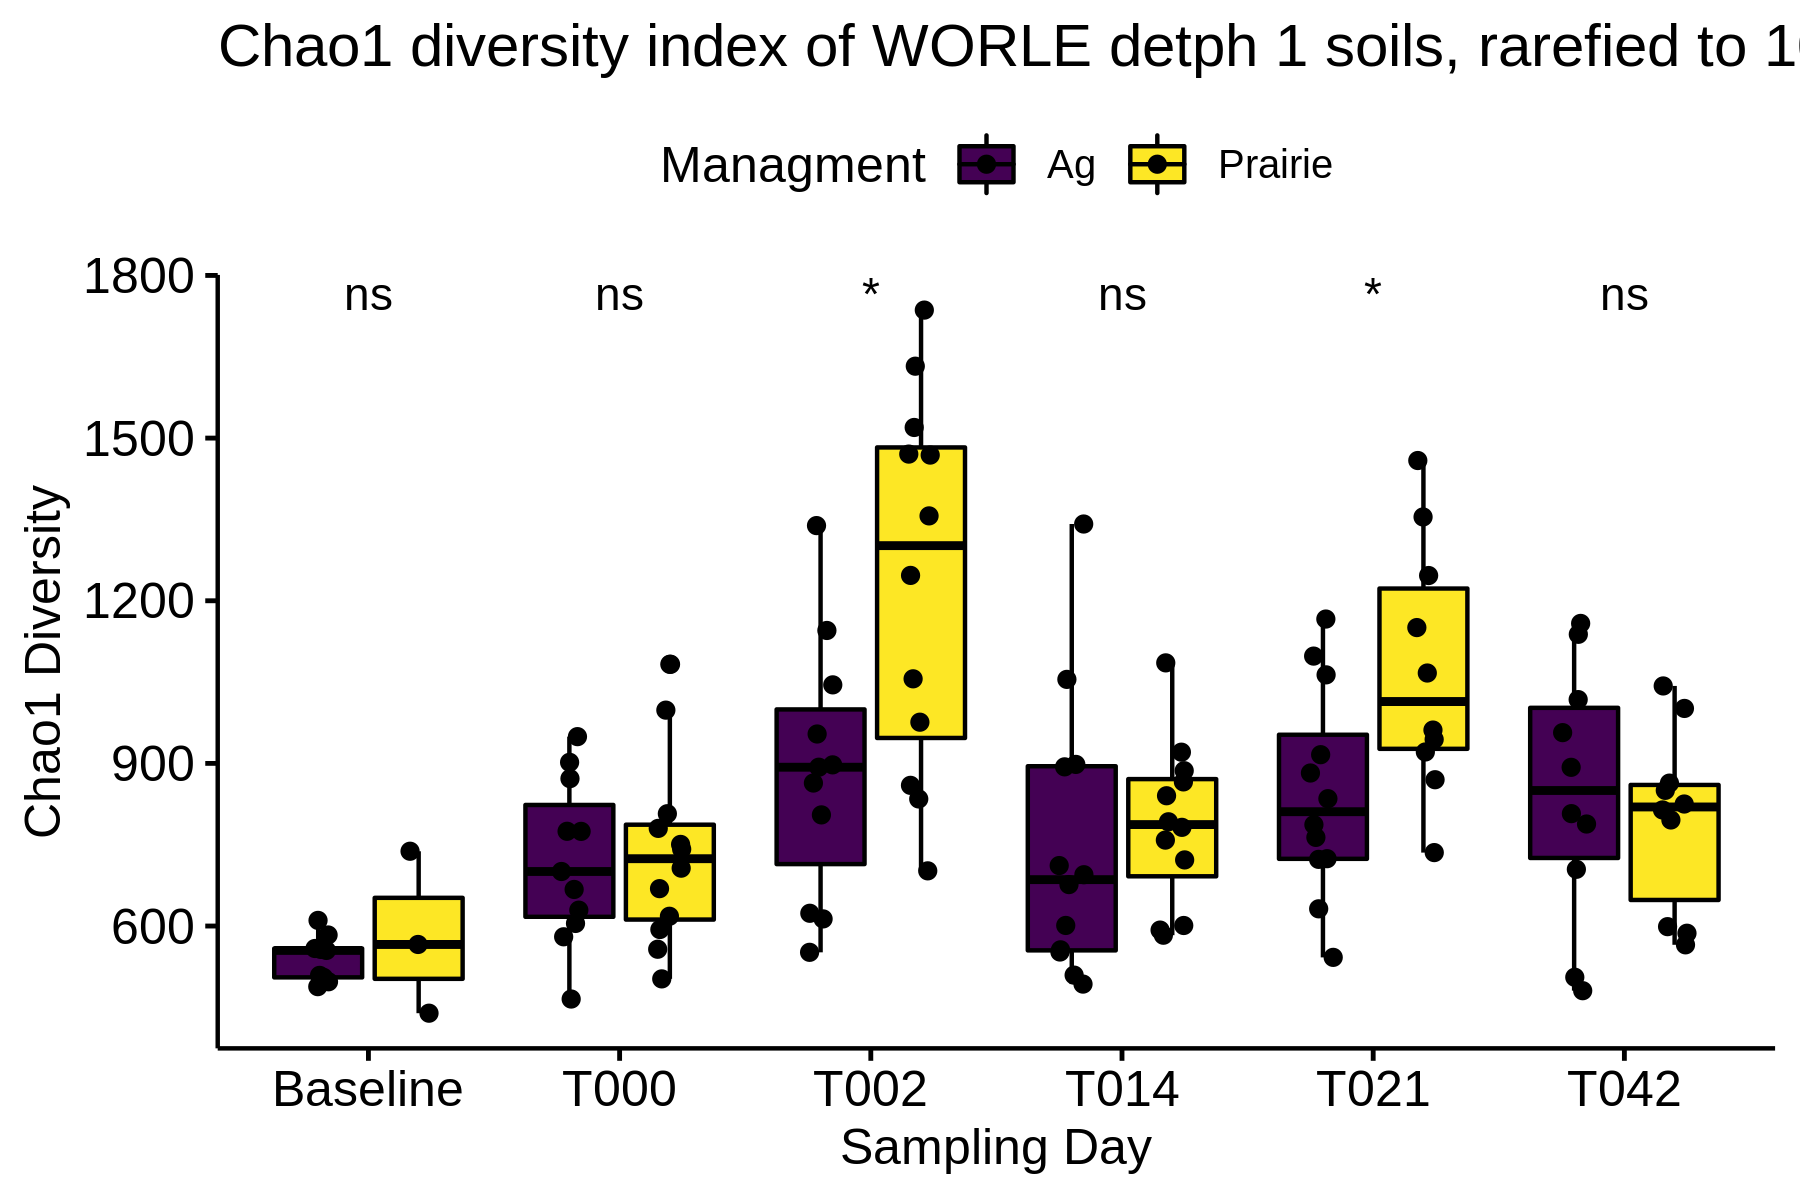 Chao1 diversity index of WORLE detph 1 soils, rarefied to
Managment Ag Prairie
1800
ns ns * ns * ns
1500
1200
900
600
Chao1 Diversity
Baseline T000 T002 T014 T021 T042
Sampling Day